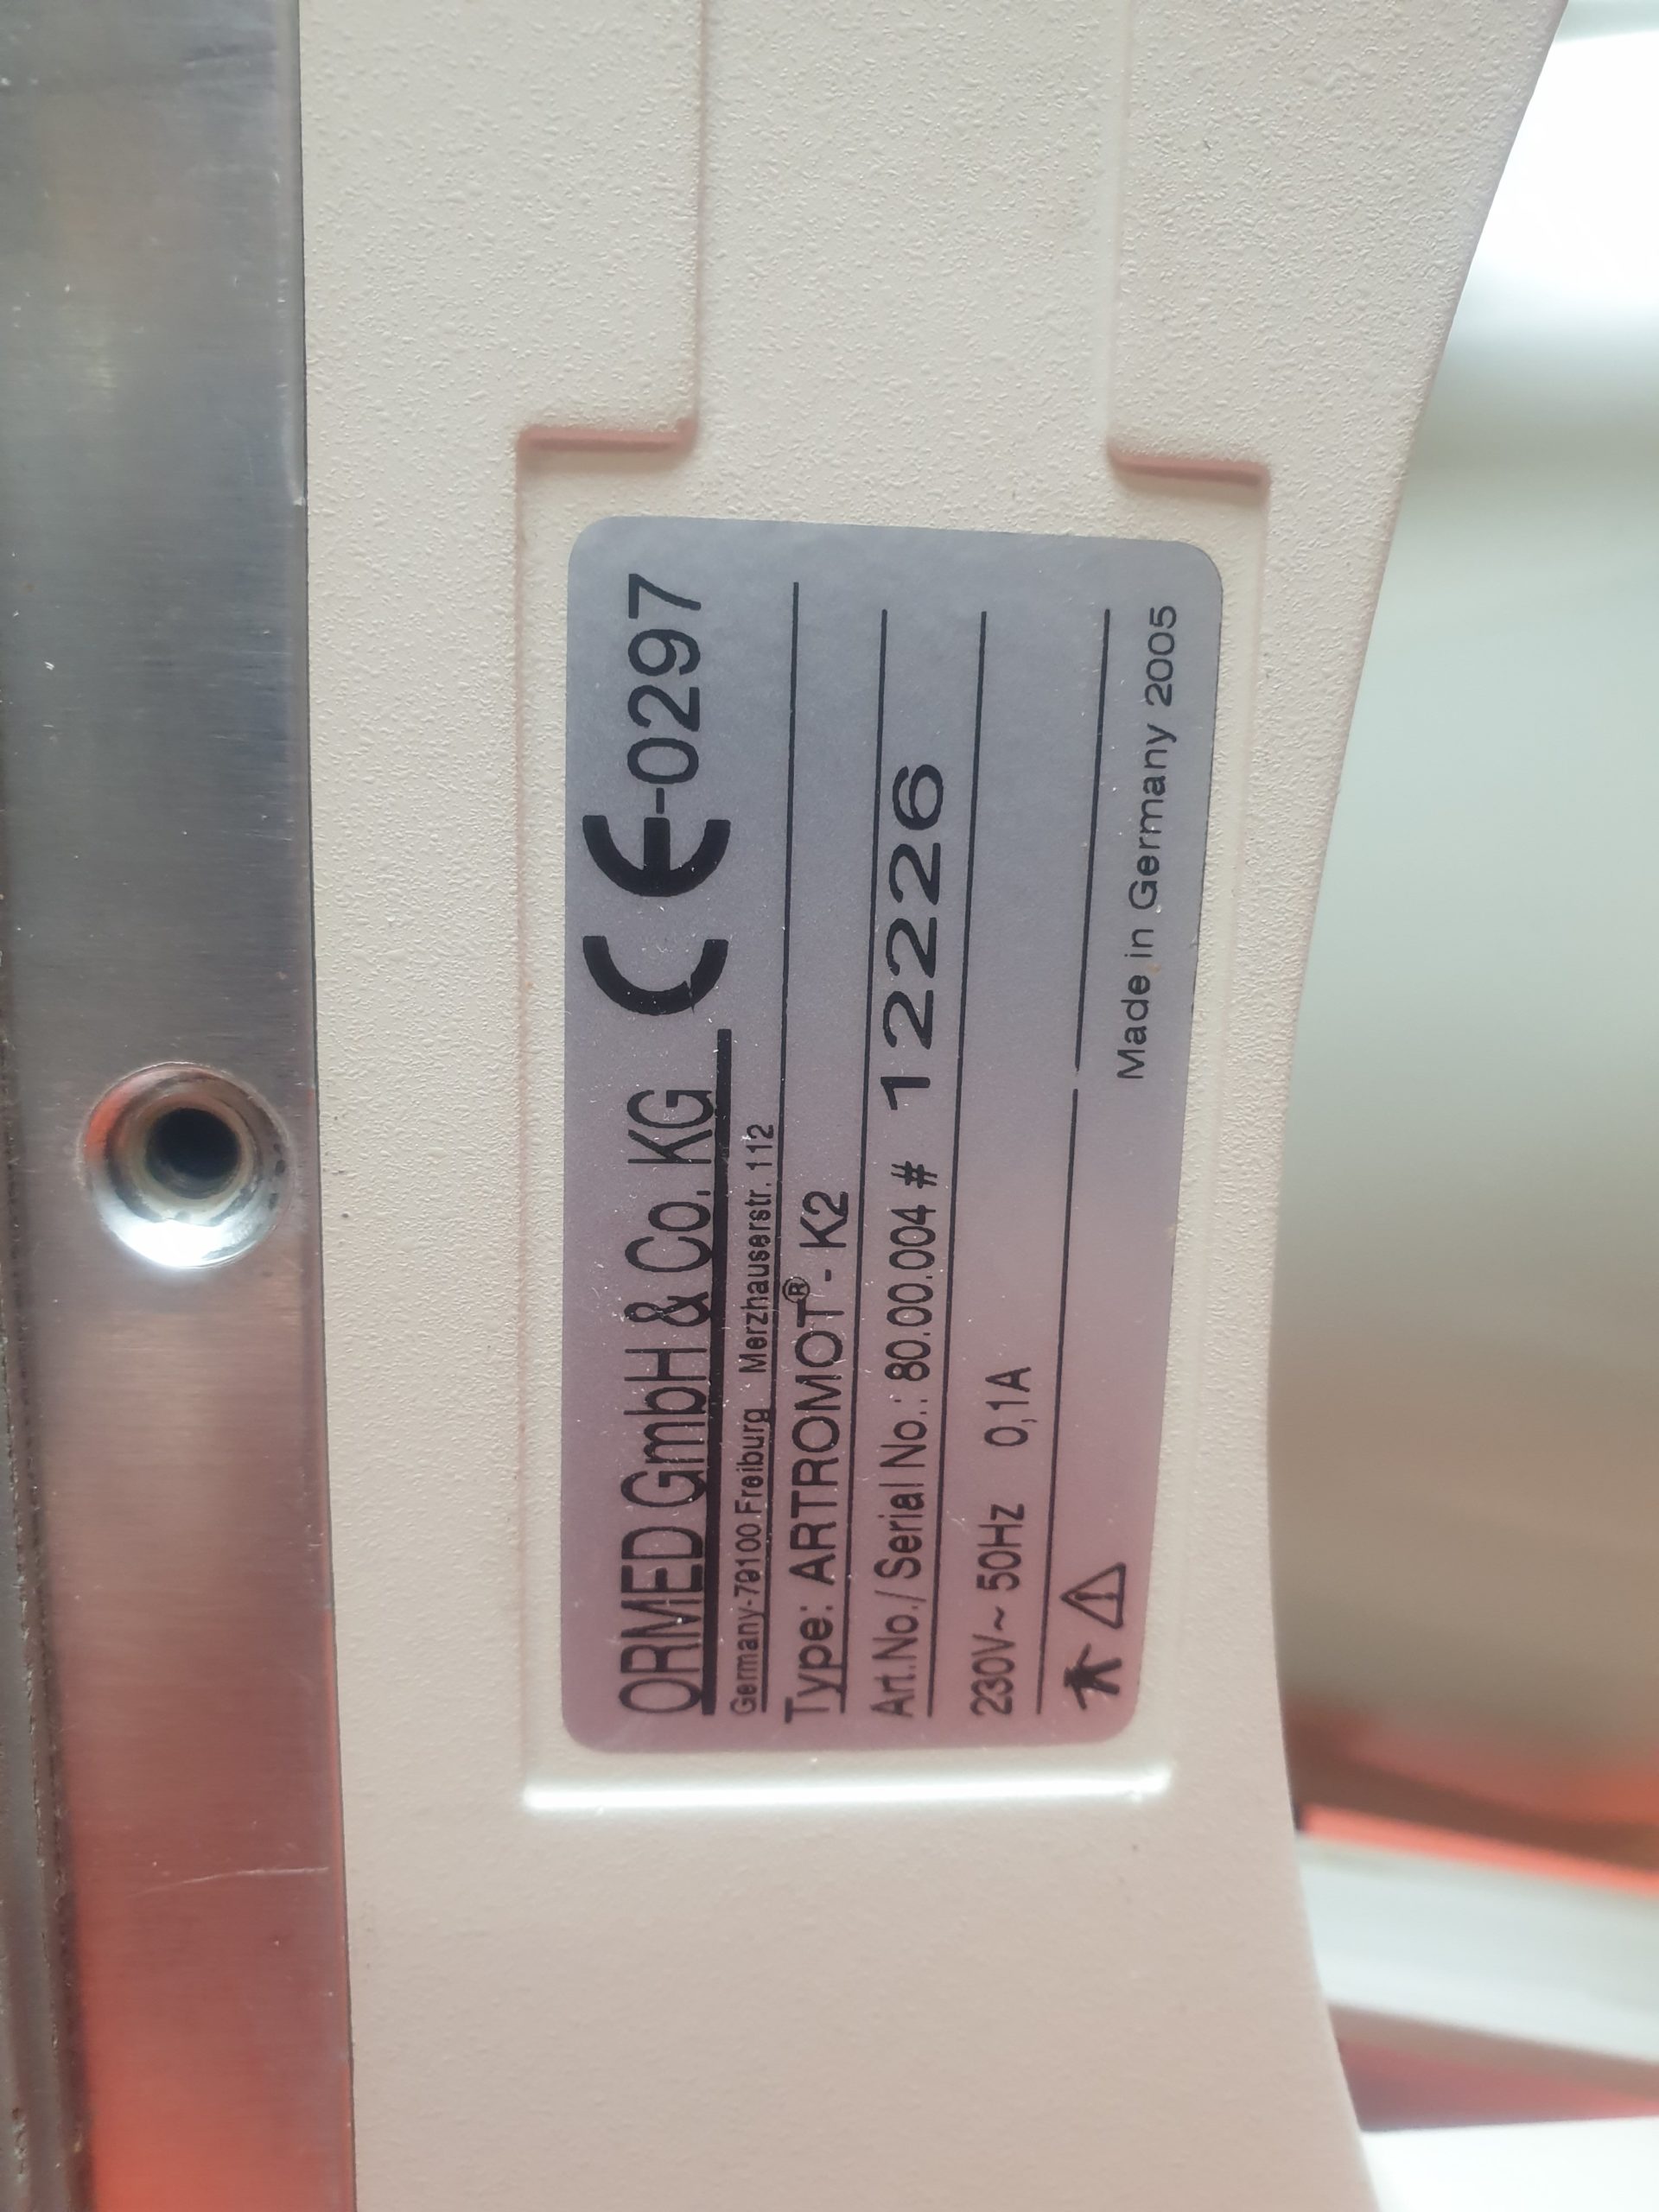 ORMED GmbH & Co. KG CE-0297
Germany-79100 Freiburg Merzhauserstr. 112
Type: ARTROMOT® - K2
Art.No./ Serial No.: 80.00.004 # 12226
230V~ 50Hz 0,1A
Made in Germany 2005